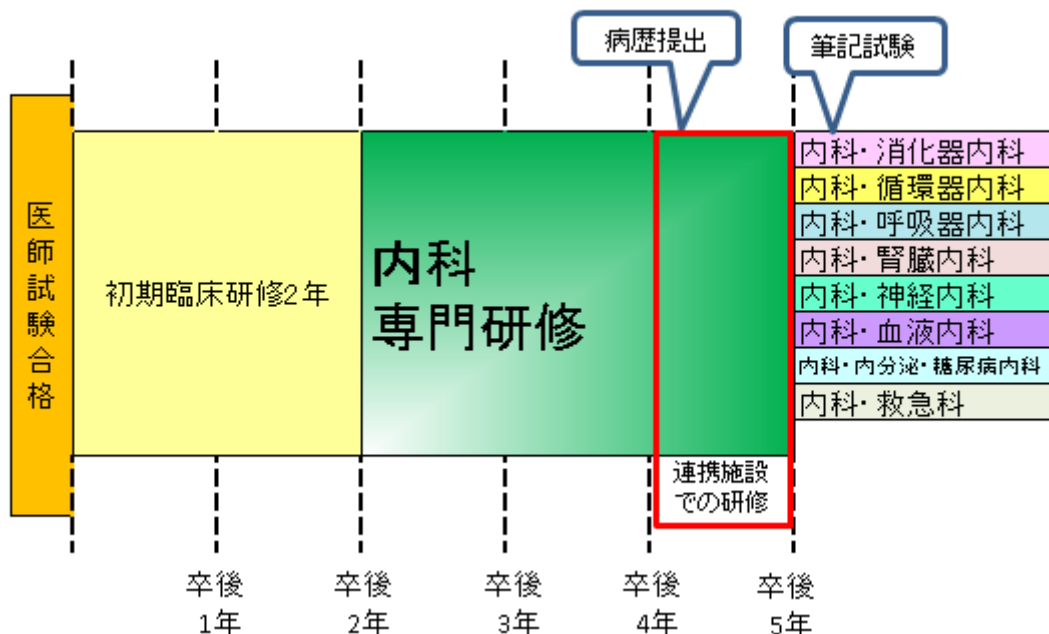 病歴提出
筆記試験
医師試験合格
初期臨床研修2年
内科
専門研修
内科・消化器内科
内科・循環器内科
内科・呼吸器内科
内科・腎臓内科
内科・神経内科
内科・血液内科
内科・内分泌・糖尿病内科
内科・救急科
連携施設
での研修
卒後
1年
卒後
2年
卒後
3年
卒後
4年
卒後
5年